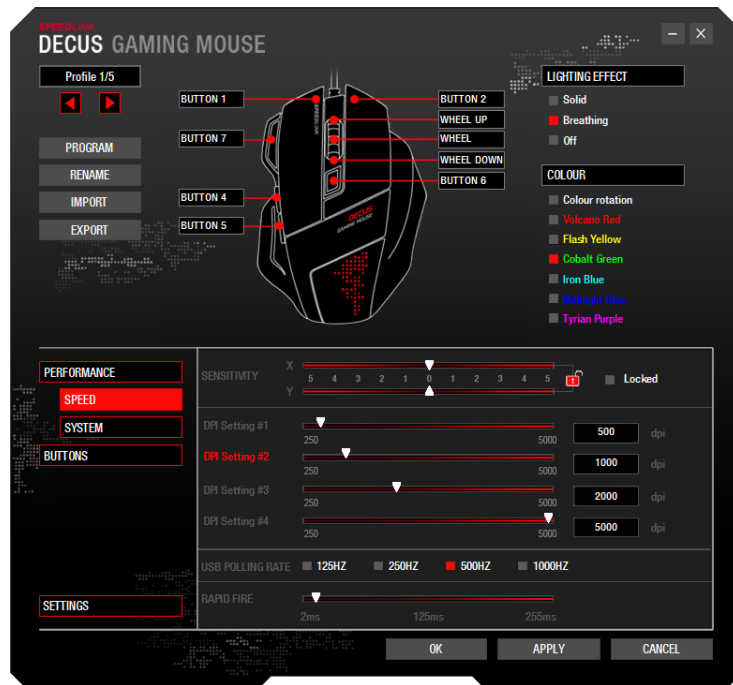 SPEEDLINK
DECUS GAMING MOUSE
Profile 1/5
PROGRAM
RENAME
IMPORT
EXPORT
BUTTON 1
BUTTON 7
BUTTON 4
BUTTON 5
BUTTON 2
WHEEL UP
WHEEL
WHEEL DOWN
BUTTON 6
SPEEDLINK
DECUS
GAMING MOUSE
LIGHTING EFFECT
Solid
Breathing
Off
COLOUR
Colour rotation
Volcano Red
Flash Yellow
Cobalt Green
Iron Blue
Midnight Blue
Tyrian Purple
PERFORMANCE
SPEED
SYSTEM
BUTTONS
SETTINGS
SENSITIVITY
X
5 4 3 2 1 0 1 2 3 4 5
Y
Locked
DPI Setting #1
250 5000
500 dpi
DPI Setting #2
250 5000
1000 dpi
DPI Setting #3
250 5000
2000 dpi
DPI Setting #4
250 5000
5000 dpi
USB POLLING RATE 125HZ 250HZ 500HZ 1000HZ
RAPID FIRE
2ms 125ms 255ms
OK APPLY CANCEL